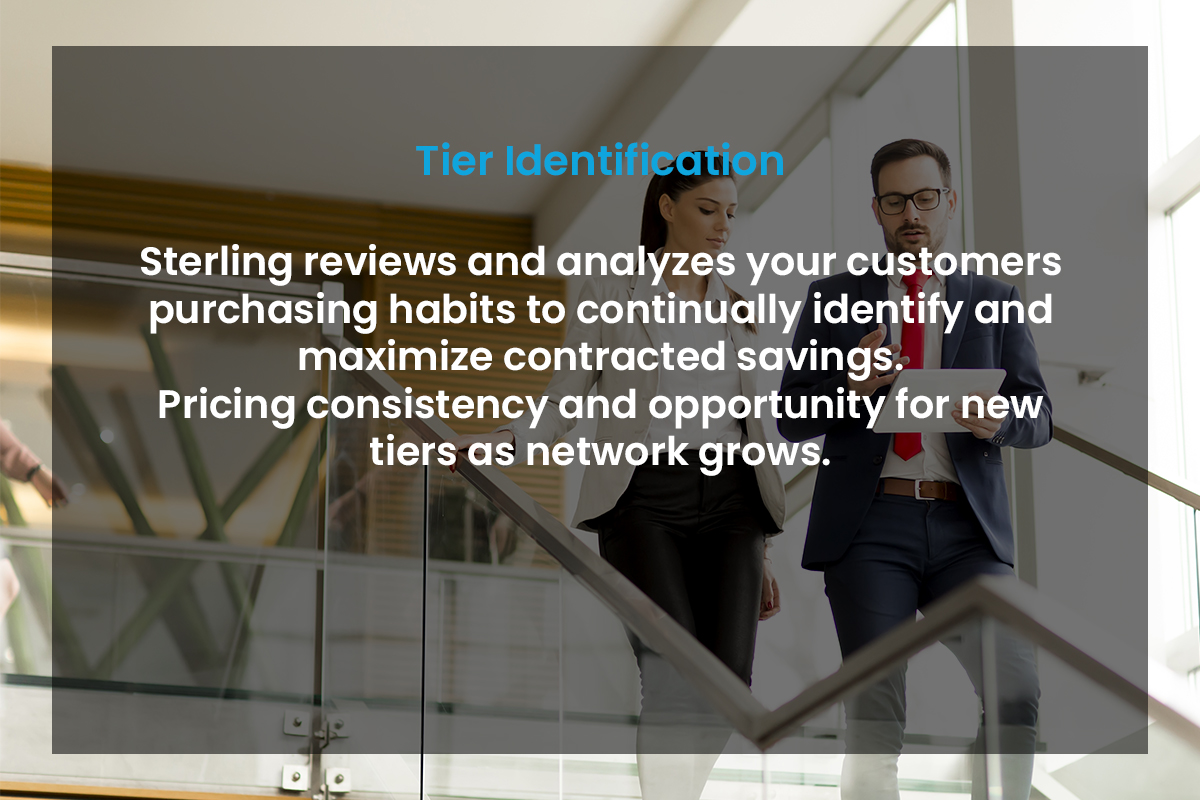 Tier Identification
Sterling reviews and analyzes your customers
purchasing habits to continually identify and
maximize contracted savings.
Pricing consistency and opportunity for new
tiers as network grows.